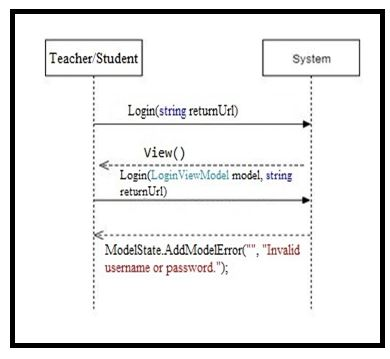 Teacher/Student
System
Login(string returnUrl)
View()
Login(LoginViewModel model, string
returnUrl)
ModelState.AddModelError("", "Invalid
username or password.");